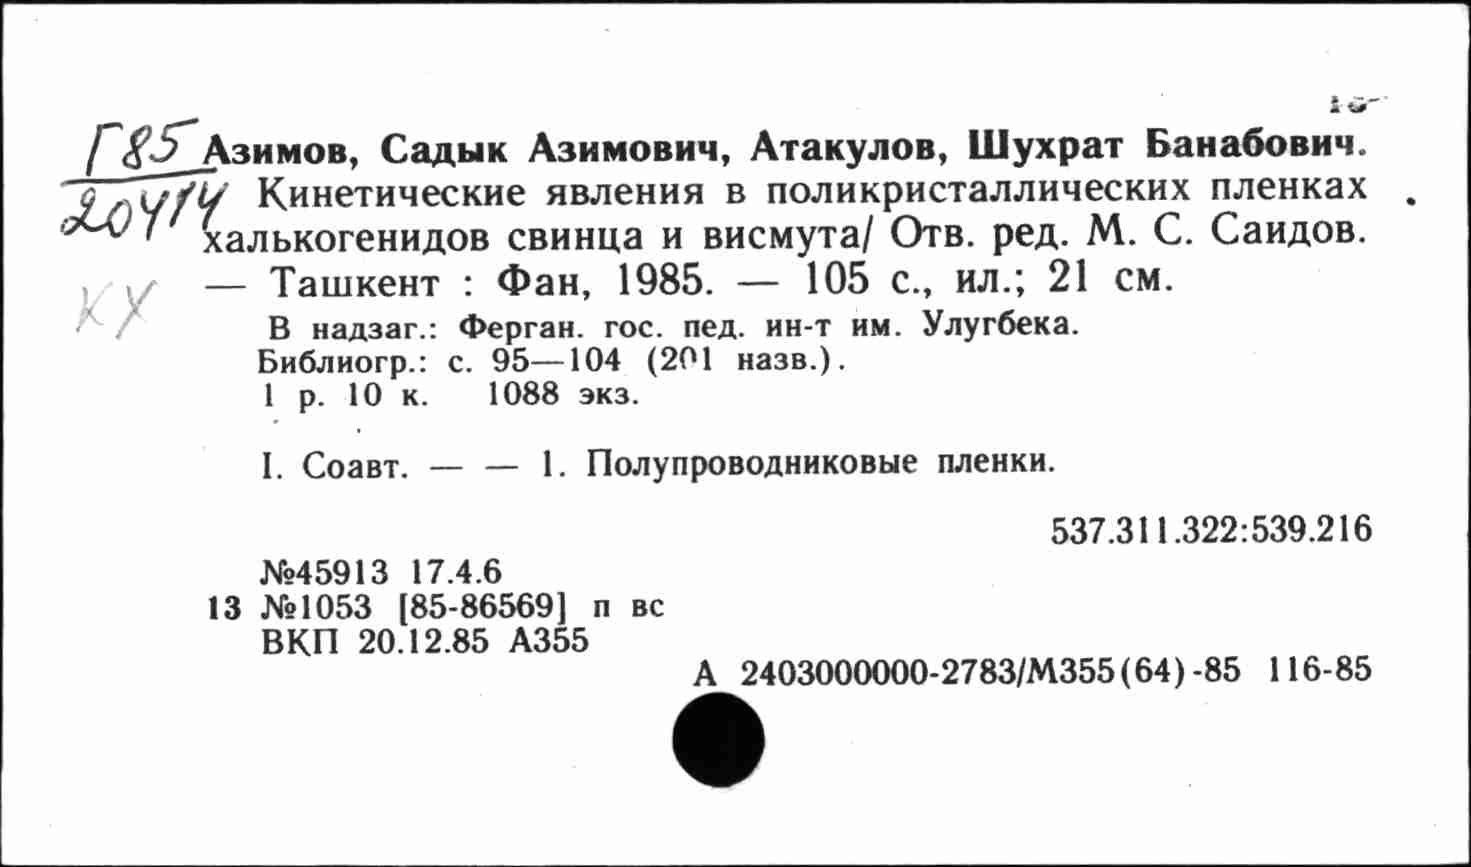 Г85 Азимов, Садык Азимович, Атакулов, Шухрат Банабович.
20414 Кинетические явления в поликристаллических пленках
халькогенидов свинца и висмута/ Отв. ред. М. С. Саидов.
— Ташкент : Фан, 1985. — 105 с., ил.; 21 см.
КХ
В надзаг.: Ферган. гос. пед. ин-т им. Улугбека.
Библиогр.: с. 95—104 (201 назв.).
1 р. 10 к. 1088 экз.
I. Соавт. — — 1. Полупроводниковые пленки.
537.311.322:539.216
№45913 17.4.6
13 №1053 [85-86569] п вс
ВКП 20.12.85 А355
А 2403000000-2783/М355(64)-85 116-85